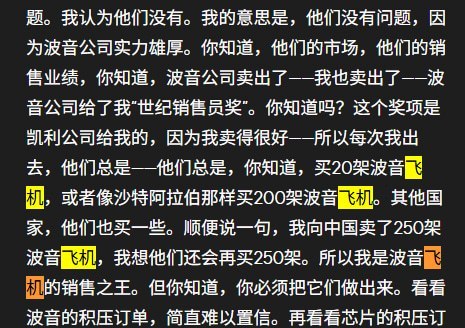 题。我认为他们没有。我的意思是，他们没有问题，因
为波音公司实力雄厚。你知道，他们的市场，他们的销
售业绩，你知道，波音公司卖出了——我也卖出了——波
音公司给了我“世纪销售员奖”。你知道吗？这个奖项是
凯利公司给我的，因为我卖得很好——所以每次我出
去，他们总是——他们总是，你知道，买20架波音飞
机，或者像沙特阿拉伯那样买200架波音飞机。其他国
家，他们也买一些。顺便说一句，我向中国卖了250架
波音飞机，我想他们还会再买250架。所以我是波音飞
机的销售之王。但你知道，你必须把它们做出来。看看
波音的积压订单，简直难以置信。再看看芯片的积压订